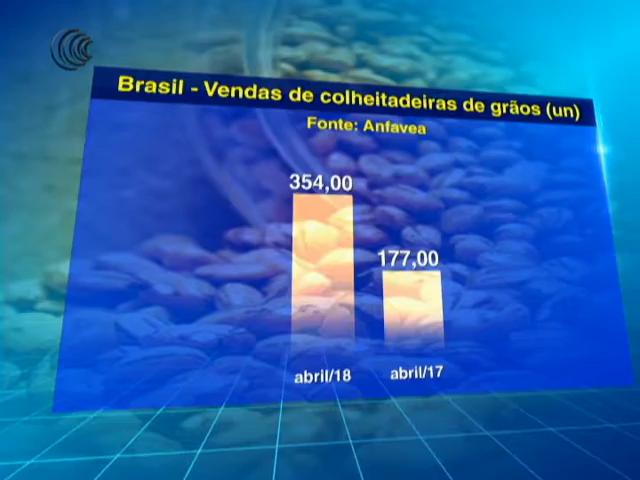 Brasil - Vendas de colheitadeiras de grãos (un)
Fonte: Anfavea
354,00
177,00
abril/18
abril/17